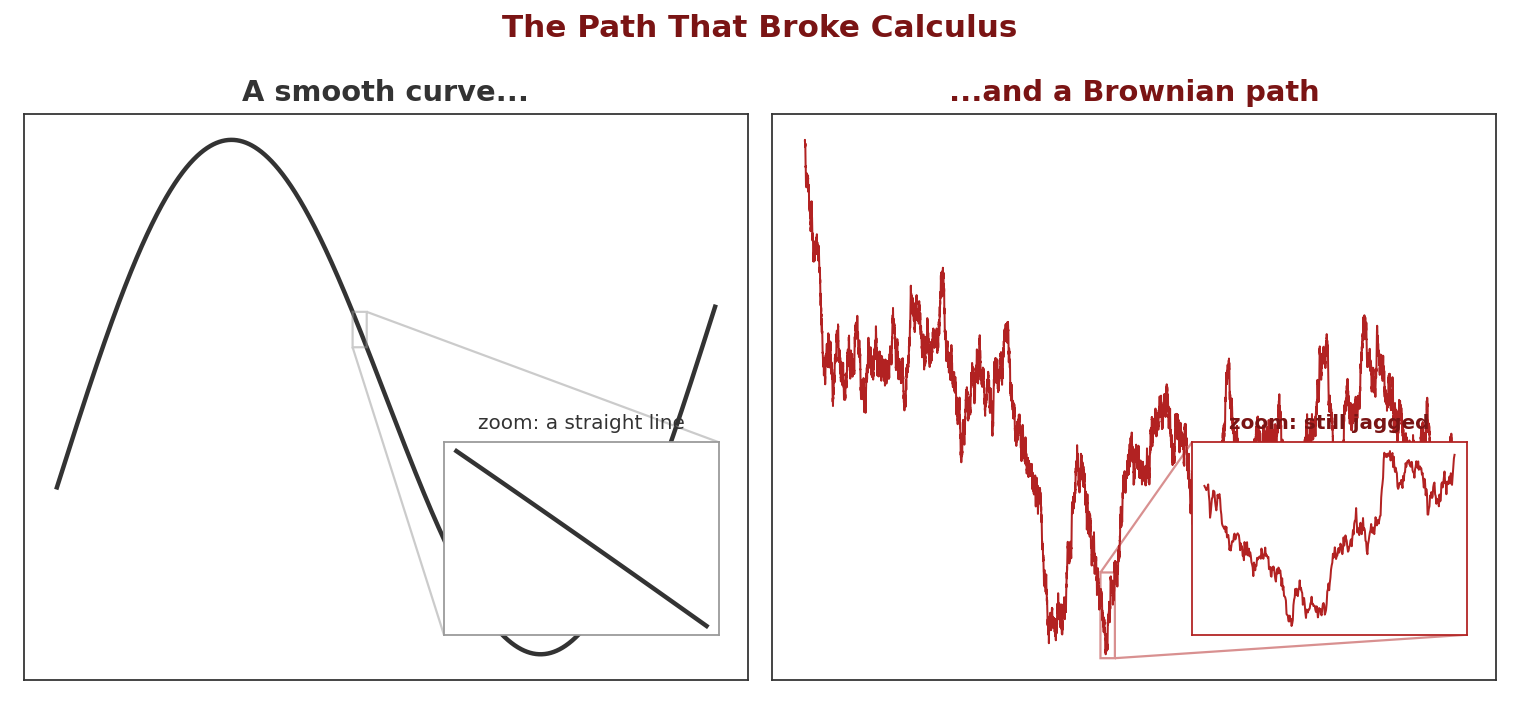 The Path That Broke Calculus
A smooth curve...
...and a Brownian path
zoom: a straight line
zoom: still jagged